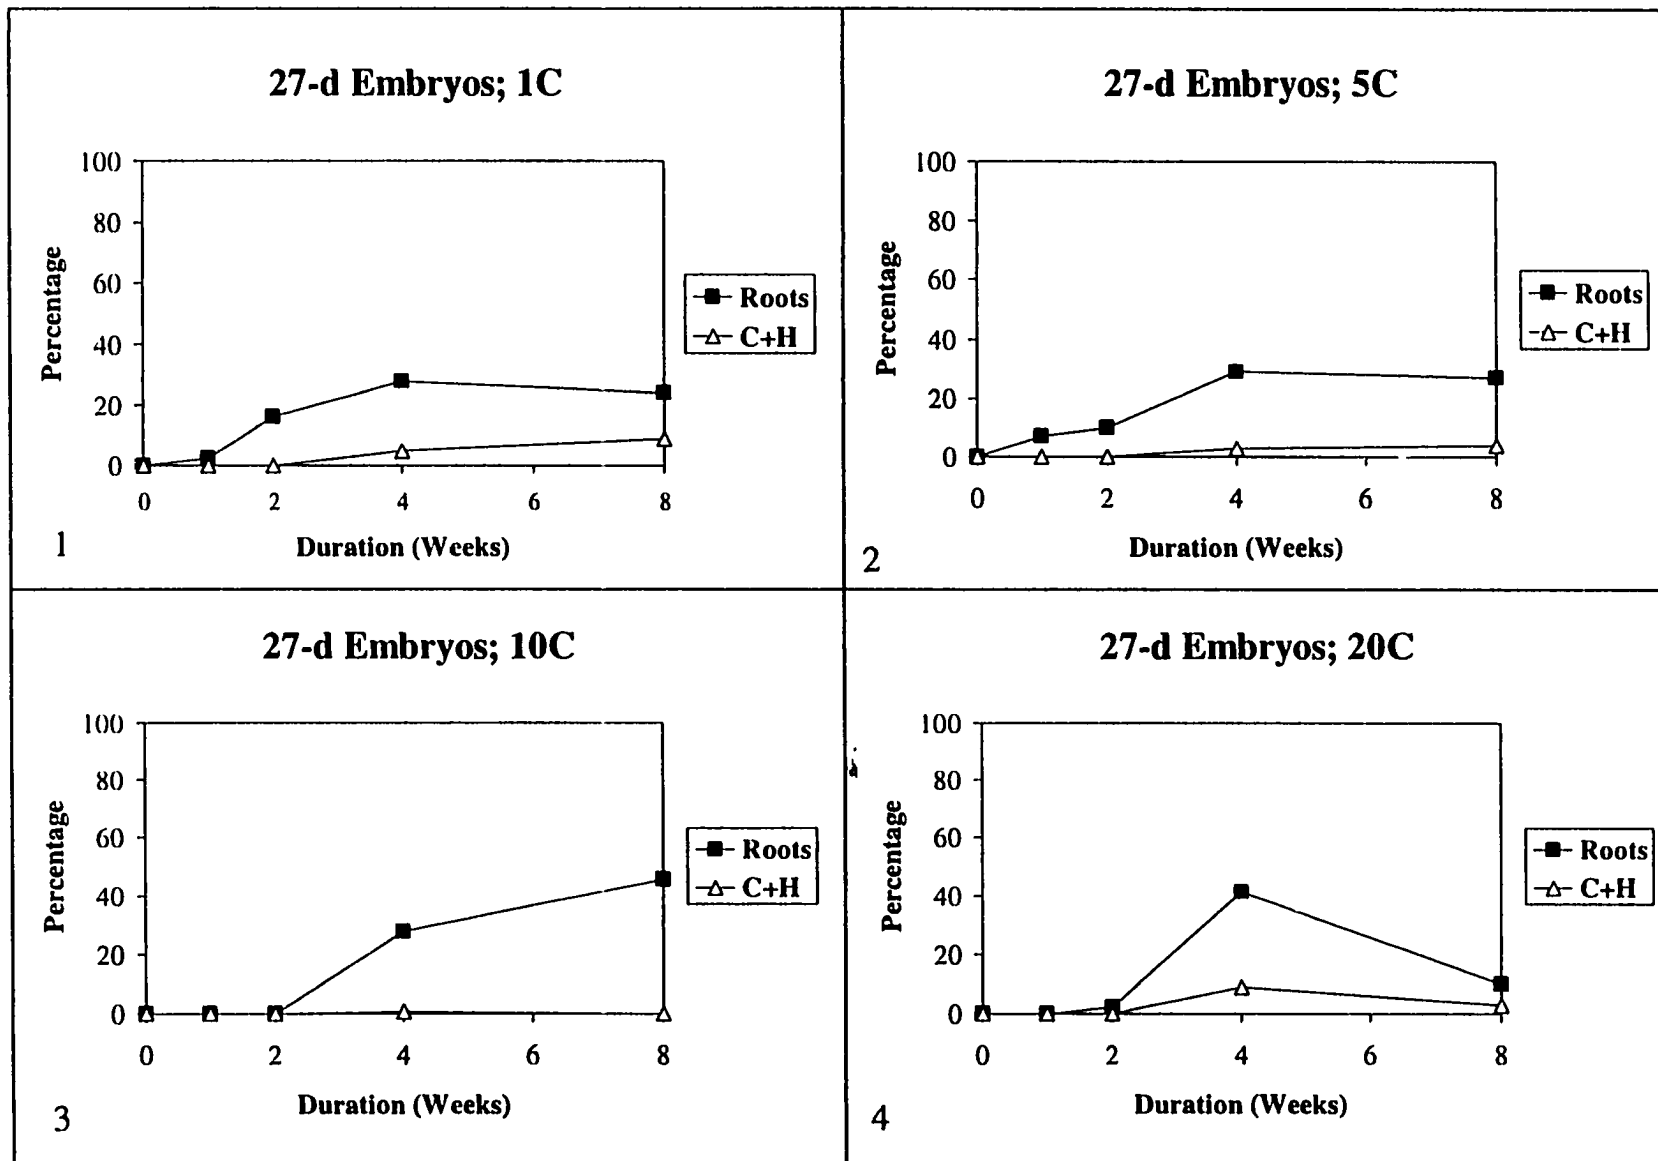 27-d Embryos; 1C
100
80
60
40
20
0
Percentage
0 2 4 6 8
Duration (Weeks)
Roots
C+H
1
27-d Embryos; 5C
100
80
60
40
20
0
Percentage
0 2 4 6 8
Duration (Weeks)
Roots
C+H
2
27-d Embryos; 10C
100
80
60
40
20
0
Percentage
0 2 4 6 8
Duration (Weeks)
Roots
C+H
3
27-d Embryos; 20C
100
80
60
40
20
0
Percentage
0 2 4 6 8
Duration (Weeks)
Roots
C+H
4